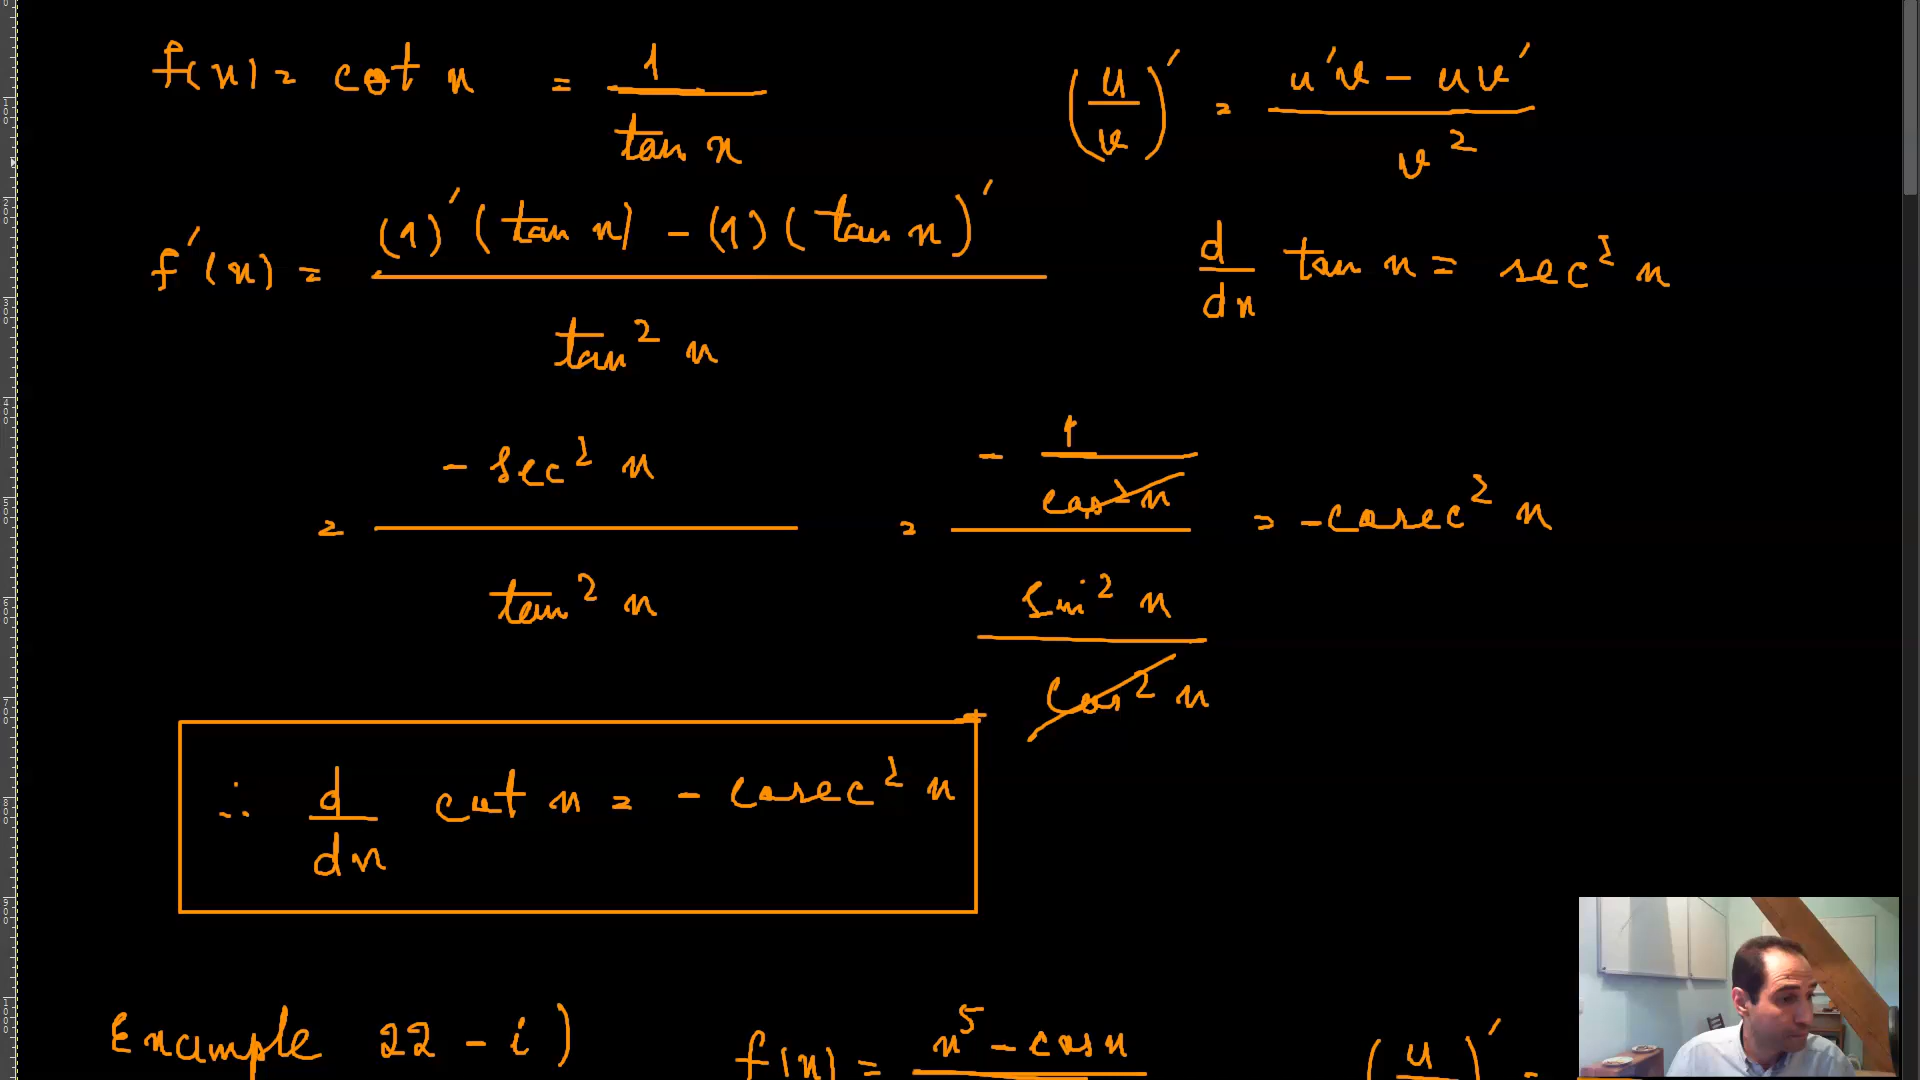 f(x) = cot x = 1 / tan x
(u/v)' = (u'v - uv') / v²
f'(x) = ((1)'(tan x) - (1)(tan x)') / tan² x
d/dx tan x = sec² x
= - sec² x / tan² x = (- 1 / cos² x) / (sin² x / cos² x) = - cosec² x
∴ d/dx cot x = - cosec² x
Example 22 - i) f(x) = x⁵ - cos x (u )' =